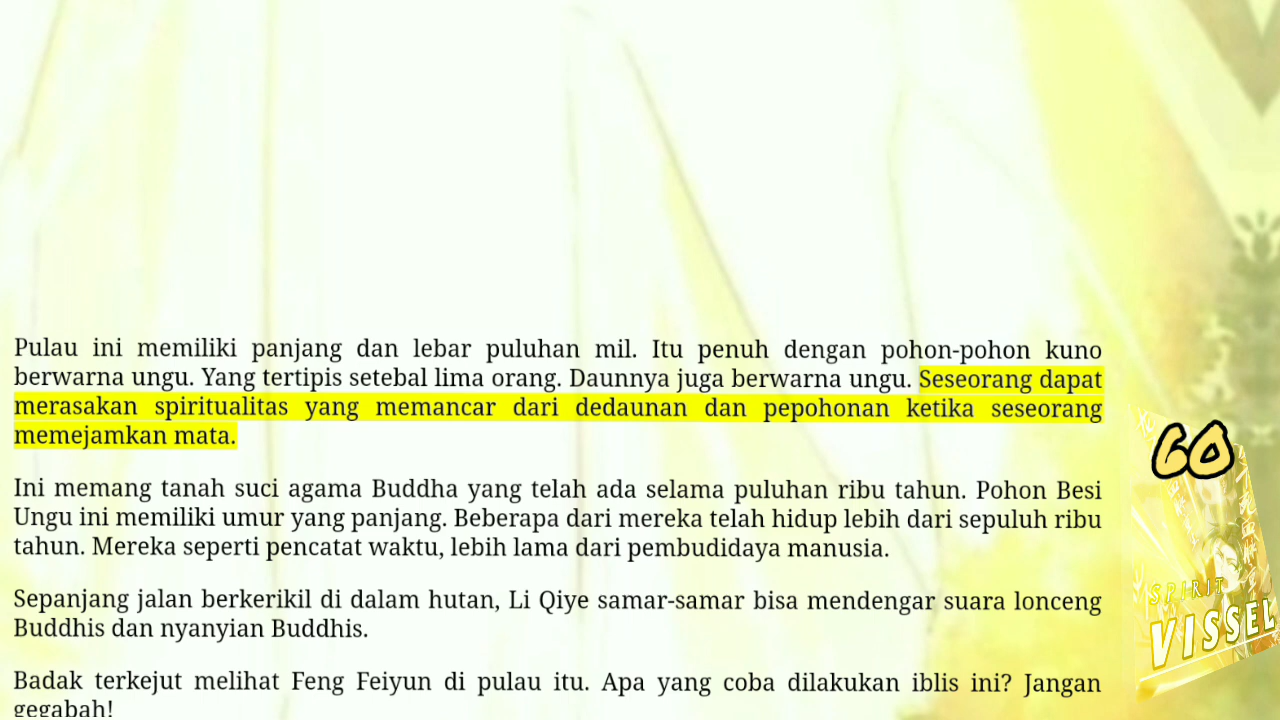 Pulau ini memiliki panjang dan lebar puluhan mil. Itu penuh dengan pohon-pohon kuno
berwarna ungu. Yang tertipis setebal lima orang. Daunnya juga berwarna ungu. Seseorang dapat
merasakan spiritualitas yang memancar dari dedaunan dan pepohonan ketika seseorang
memejamkan mata.
Ini memang tanah suci agama Buddha yang telah ada selama puluhan ribu tahun. Pohon Besi
Ungu ini memiliki umur yang panjang. Beberapa dari mereka telah hidup lebih dari sepuluh ribu
tahun. Mereka seperti pencatat waktu, lebih lama dari pembudidaya manusia.
Sepanjang jalan berkerikil di dalam hutan, Li Qiye samar-samar bisa mendengar suara lonceng
Buddhis dan nyanyian Buddhis.
Badak terkejut melihat Feng Feiyun di pulau itu. Apa yang coba dilakukan iblis ini? Jangan
gegabah!
60
SPIRIT
VISSEL